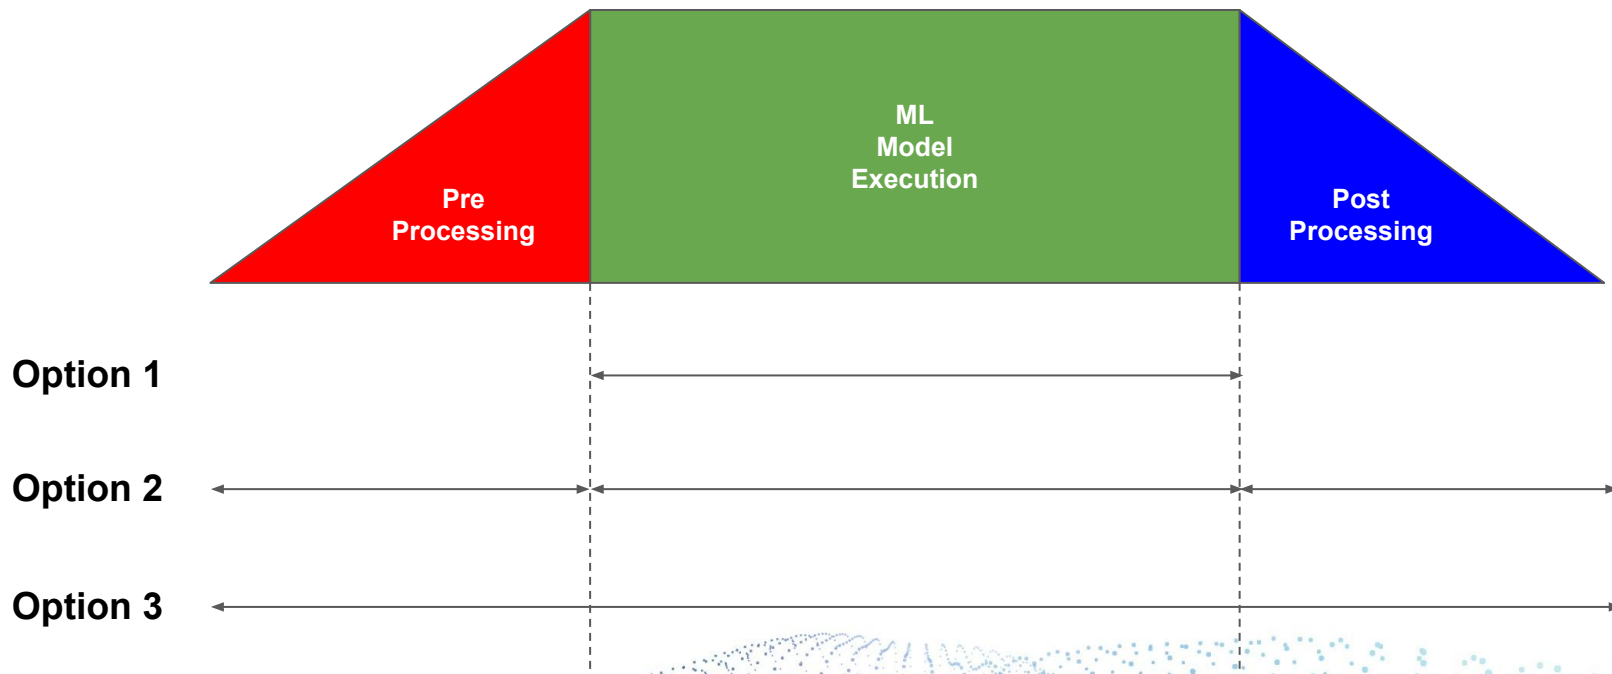 ML
Model
Execution
Pre
Processing
Post
Processing
Option 1
Option 2
Option 3